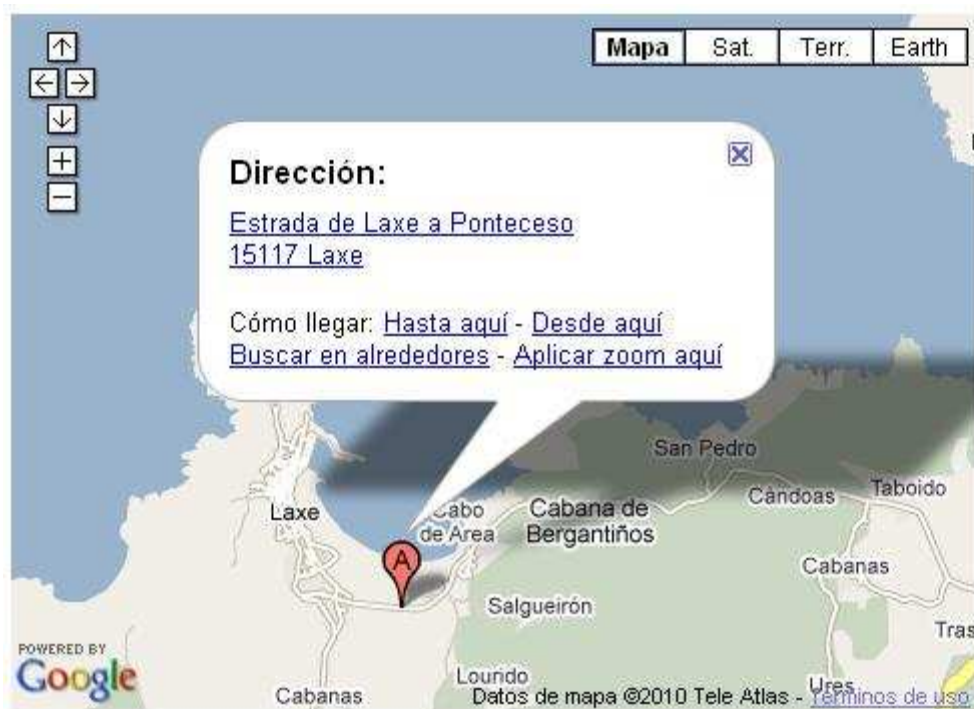 Mapa Sat. Terr. Earth
Dirección:
Estrada de Laxe a Ponteceso
15117 Laxe
Cómo llegar: Hasta aquí - Desde aquí
Buscar en alrededores - Aplicar zoom aquí
San Pedro
Cándoas
Taboido
Laxe
Cabo
de Area
Cabana de
Bergantiños
A
Cabanas
Salgueirón
Tras
POWERED BY
Google
Lourido
Cabanas
Ures
Datos de mapa ©2010 Tele Atlas - Términos de uso